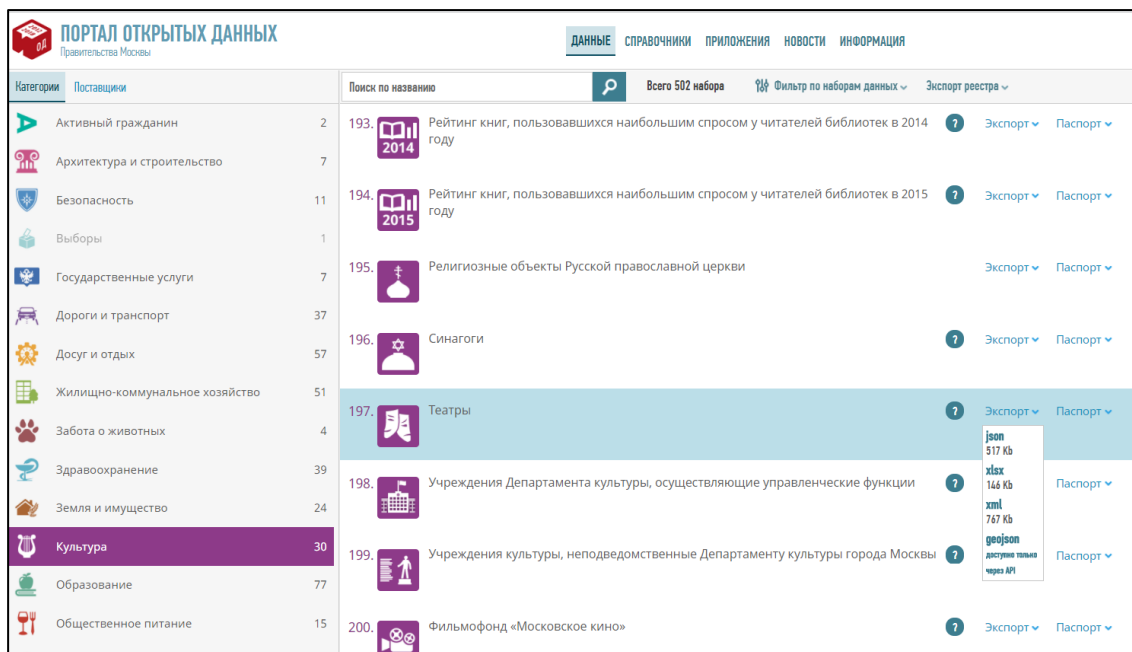 ПОРТАЛ ОТКРЫТЫХ ДАННЫХ
Правительства Москвы
ОД
ДАННЫЕ СПРАВОЧНИКИ ПРИЛОЖЕНИЯ НОВОСТИ ИНФОРМАЦИЯ
Категории Поставщики
Поиск по названию
Всего 502 набора
Фильтр по наборам данных
Экспорт реестра
Активный гражданин 2
Архитектура и строительство 7
Безопасность 11
Выборы 1
Государственные услуги 7
Дороги и транспорт 37
Досуг и отдых 57
Жилищно-коммунальное хозяйство 51
Забота о животных 4
Здравоохранение 39
Земля и имущество 24
Культура 30
Образование 77
Общественное питание 15
193. Рейтинг книг, пользовавшихся наибольшим спросом у читателей библиотек в 2014 ? Экспорт Паспорт
году
2014
194. Рейтинг книг, пользовавшихся наибольшим спросом у читателей библиотек в 2015 ? Экспорт Паспорт
году
2015
195. Религиозные объекты Русской православной церкви Экспорт Паспорт
196. Синагоги ? Экспорт Паспорт
197. Театры ? Экспорт Паспорт
json
517 Kb
xlsx
146 Kb
xml
767 Kb
geojson
доступно только
через API
198. Учреждения Департамента культуры, осуществляющие управленческие функции ? Паспорт
199. Учреждения культуры, неподведомственные Департаменту культуры города Москвы ? Паспорт
200. Фильмофонд «Московское кино» ? Экспорт Паспорт